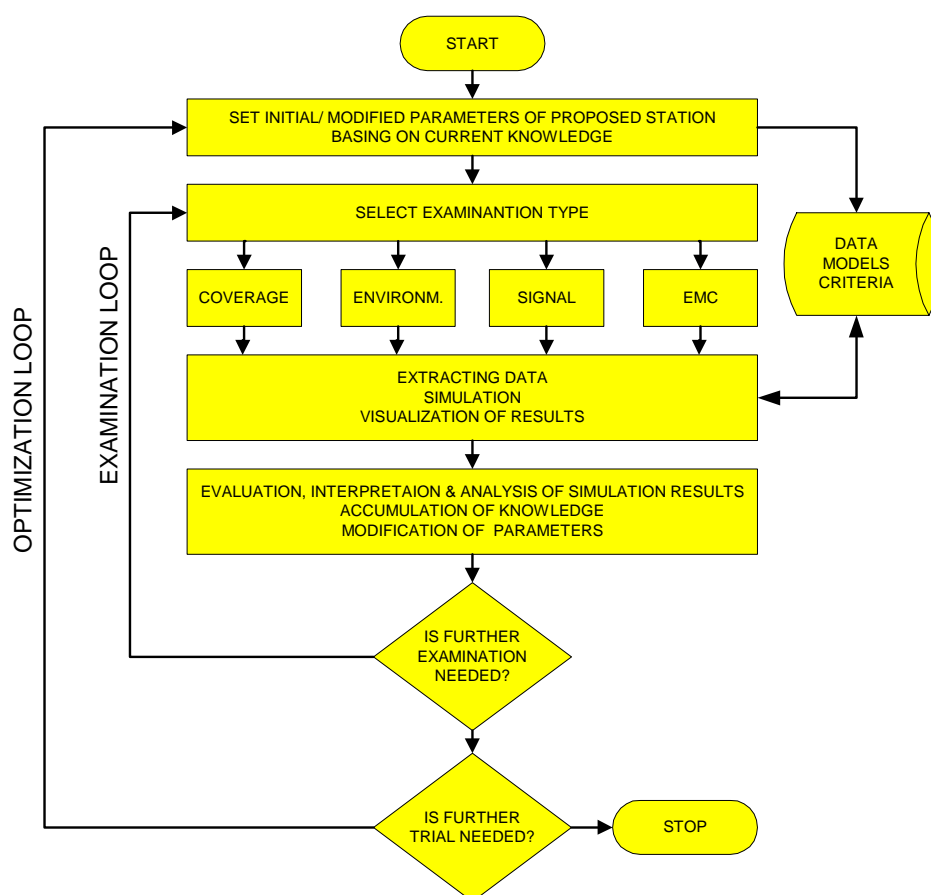 START
SET INITIAL/ MODIFIED PARAMETERS OF PROPOSED STATION
BASING ON CURRENT KNOWLEDGE
SELECT EXAMINANTION TYPE
DATA
MODELS
CRITERIA
COVERAGE
ENVIRONM.
SIGNAL
EMC
EXTRACTING DATA
SIMULATION
VISUALIZATION OF RESULTS
EVALUATION, INTERPRETAION & ANALYSIS OF SIMULATION RESULTS
ACCUMULATION OF KNOWLEDGE
MODIFICATION OF PARAMETERS
OPTIMIZATION LOOP
EXAMINATION LOOP
IS FURTHER
EXAMINATION
NEEDED?
IS FURTHER
TRIAL NEEDED?
STOP